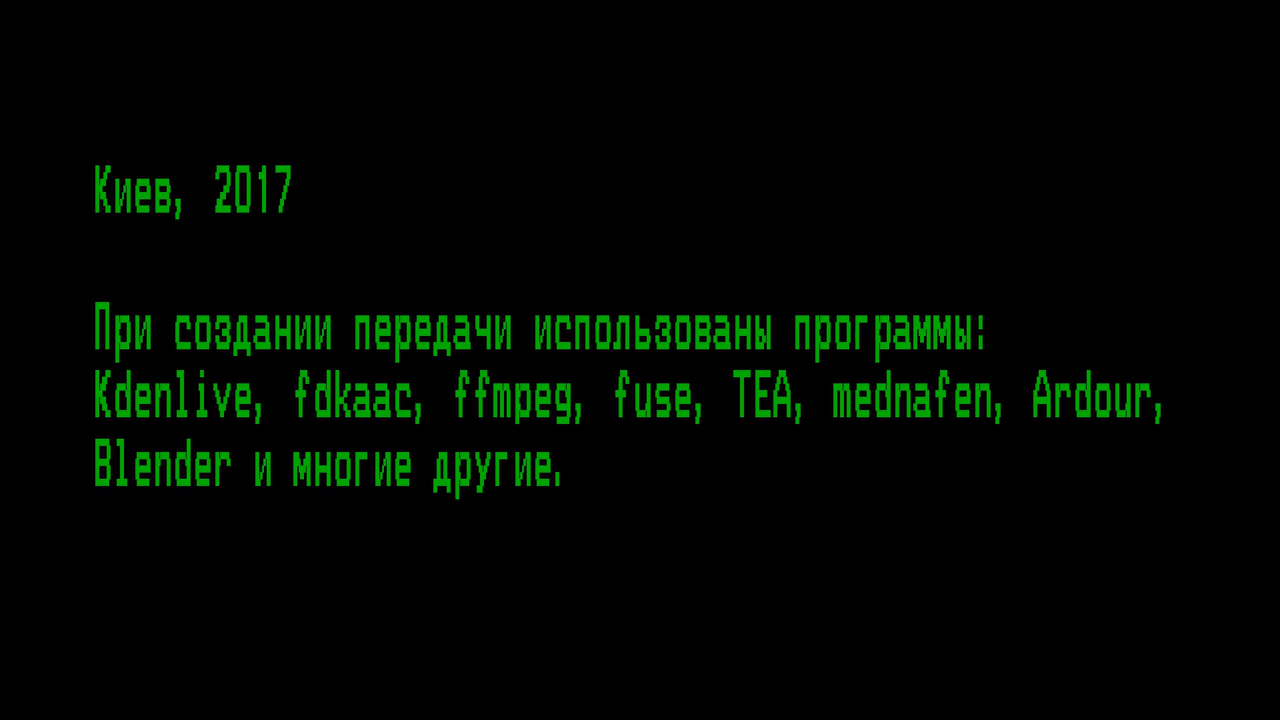 Киев, 2017
При создании передачи использованы программы:
Kdenlive, fdkaac, ffmpeg, fuse, TEA, mednafen, Ardour,
Blender и многие другие.